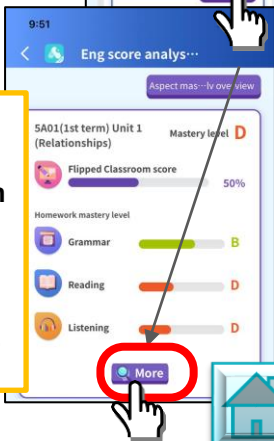 9:51
Eng score analys…
Aspect mas…ly overview
5A01(1st term) Unit 1
(Relationships)
Mastery level D
Flipped Classroom score
50%
Homework mastery level
Grammar B
Reading D
Listening D
More